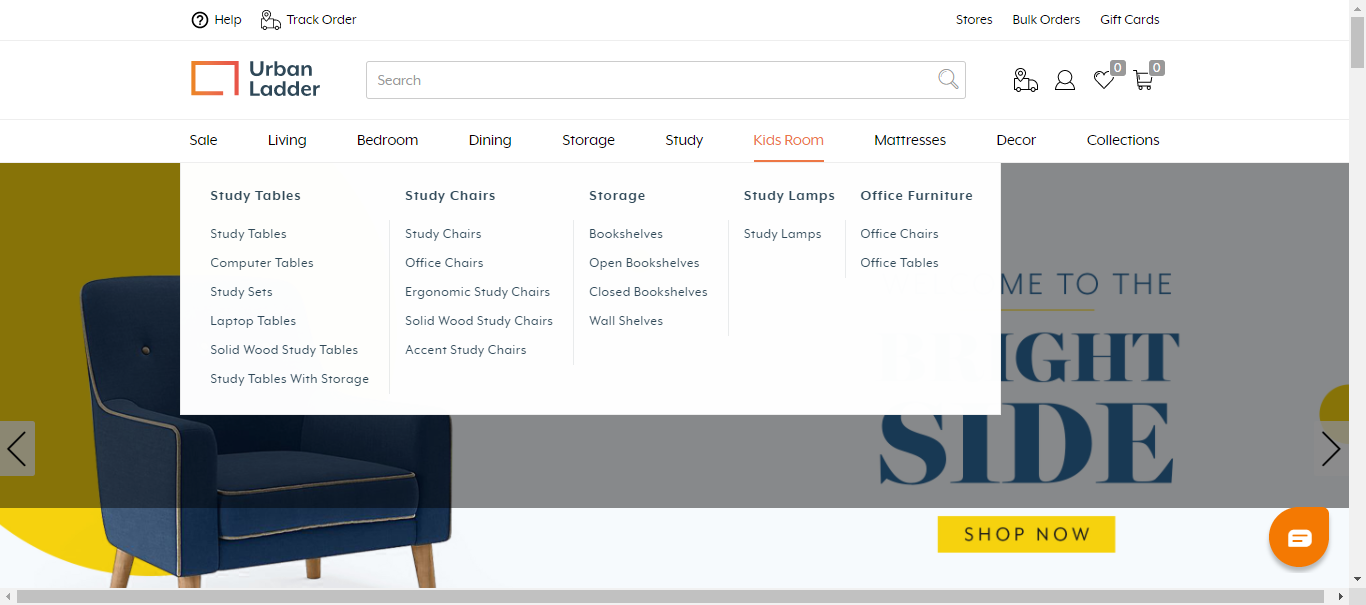 Help
Track Order
Stores
Bulk Orders
Gift Cards
Urban
Ladder
Search
0
0
Sale
Living
Bedroom
Dining
Storage
Study
Kids Room
Mattresses
Decor
Collections
Study Tables
Study Tables
Computer Tables
Study Sets
Laptop Tables
Solid Wood Study Tables
Study Tables With Storage
Study Chairs
Study Chairs
Office Chairs
Ergonomic Study Chairs
Solid Wood Study Chairs
Accent Study Chairs
Storage
Bookshelves
Open Bookshelves
Closed Bookshelves
Wall Shelves
Study Lamps
Study Lamps
Office Furniture
Office Chairs
Office Tables
ME TO THE
IGHT
SIDE
SHOP NOW